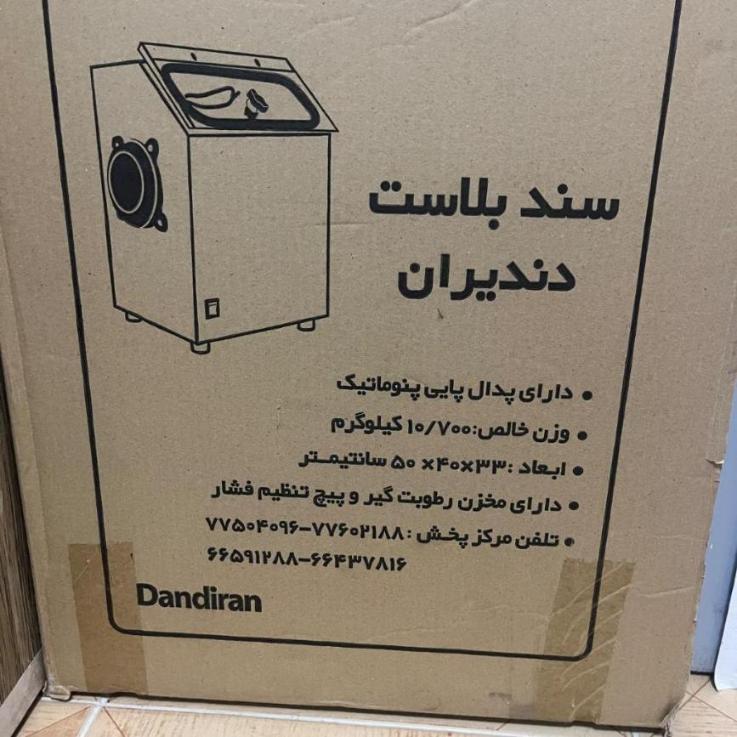 سند بلاست
دندیران
• دارای پدال پایی پنوماتیک
• وزن خالص:۱۰/۷۰۰ کیلوگرم
• ابعاد :۳۳×۴۰× ۵۰ سانتیمتر
• دارای مخزن رطوبت گیر و پیچ تنظیم فشار
• تلفن مرکز پخش :۷۷۶۰۲۱۸۸-۷۷۵۰۴۰۹۶
۶۶۴۳۷۸۱۶-۶۶۵۹۱۲۸۸
Dandiran